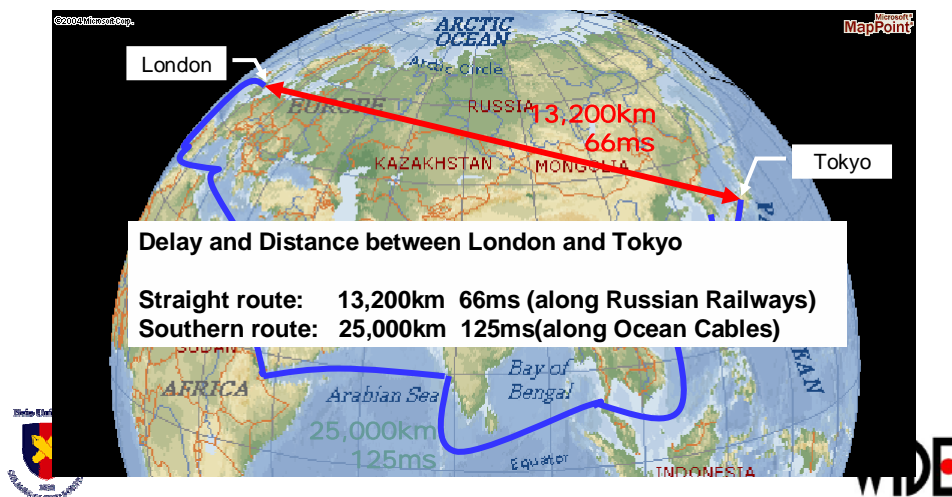 ©2004 Microsoft Corp.
ARCTIC
OCEAN
Microsoft®
MapPoint®
London
Arctic Circle
EUROPE
RUSSIA
13,200km
66ms
KAZAKHSTAN
MONGOLIA
Tokyo
Delay and Distance between London and Tokyo
Straight route: 13,200km 66ms (along Russian Railways)
Southern route: 25,000km 125ms(along Ocean Cables)
SUDAN
AFRICA
Arabian Sea
Bay of
Bengal
25,000km
125ms
Equator
INDONESIA
WIDE